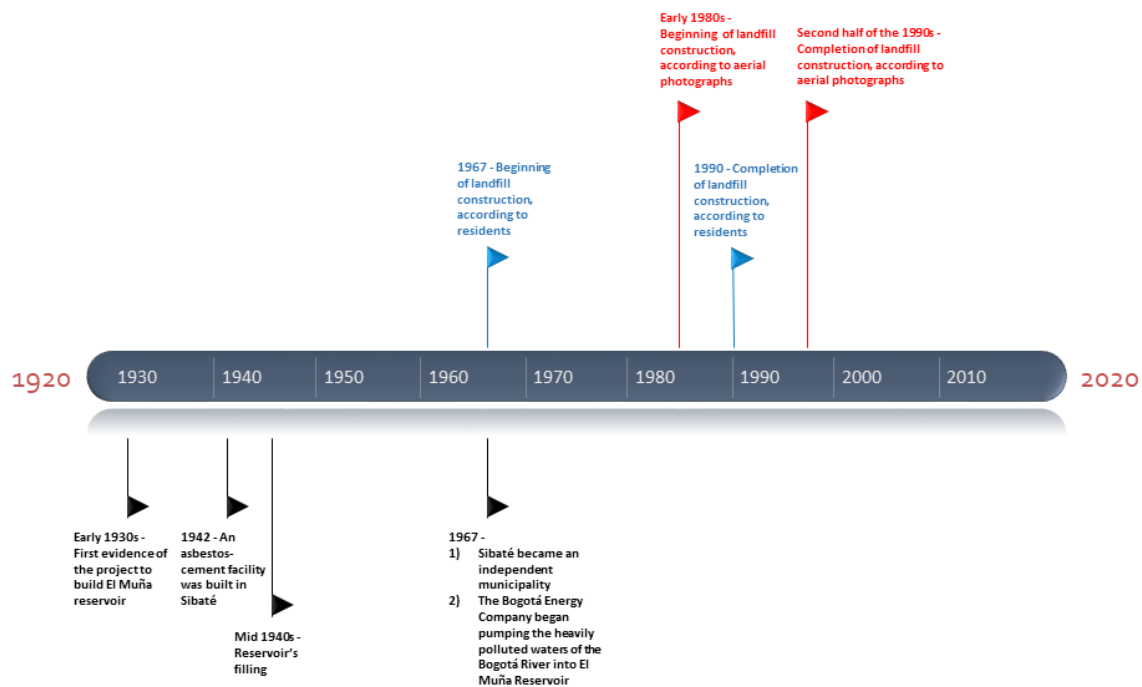 Early 1980s -
Beginning of landfill
construction,
according to aerial
photographs
Second half of the 1990s -
Completion of landfill
construction, according to
aerial photographs
1967 - Beginning
of landfill
construction,
according to
residents
1990 - Completion
of landfill
construction,
according to
residents
1920
1930
1940
1950
1960
1970
1980
1990
2000
2010
2020
Early 1930s -
First evidence of
the project to
build El Muña
reservoir
1942 - An
asbestos-
cement facility
was built in
Sibaté
Mid 1940s -
Reservoir's
filling
1967 -
1) Sibaté became an
independent
municipality
2) The Bogotá Energy
Company began
pumping the heavily
polluted waters of the
Bogotá River into El
Muña Reservoir